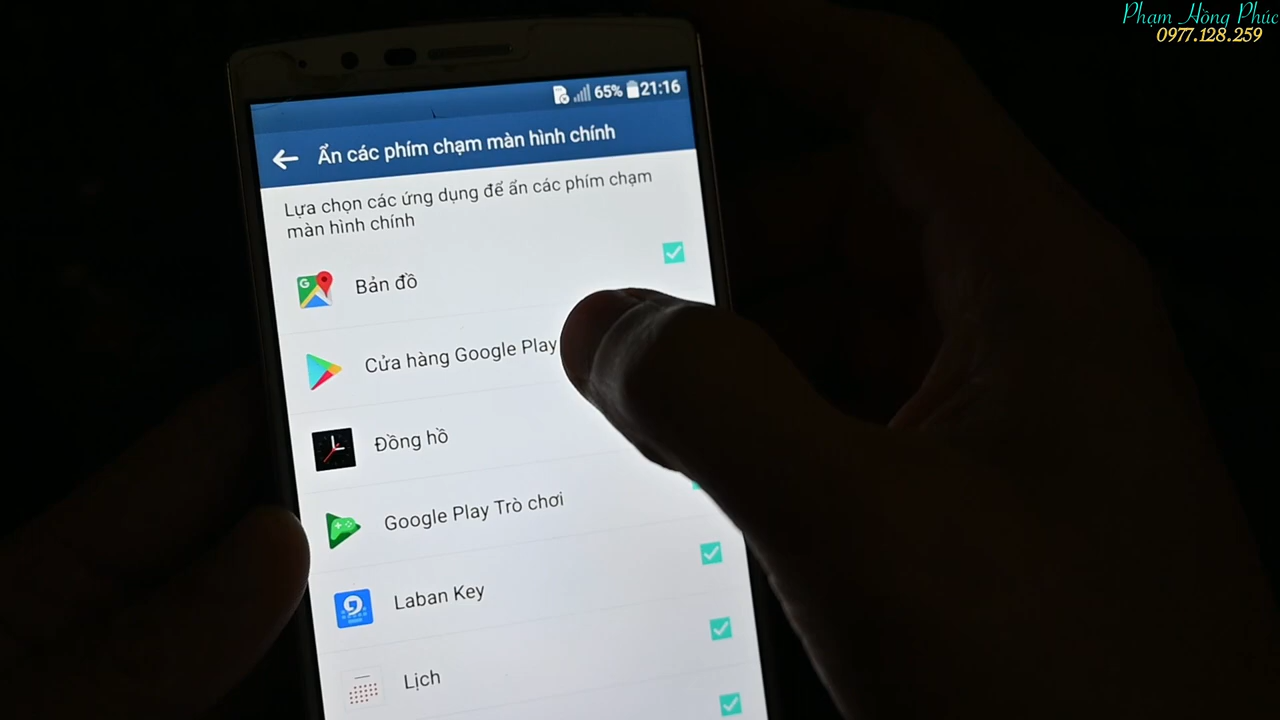 Phạm Hồng Phúc
0977.128.259
65% 21:16
Ẩn các phím chạm màn hình chính
Lựa chọn các ứng dụng để ẩn các phím chạm
màn hình chính
Bản đồ
Cửa hàng Google Play
Đồng hồ
Google Play Trò chơi
Laban Key
Lịch